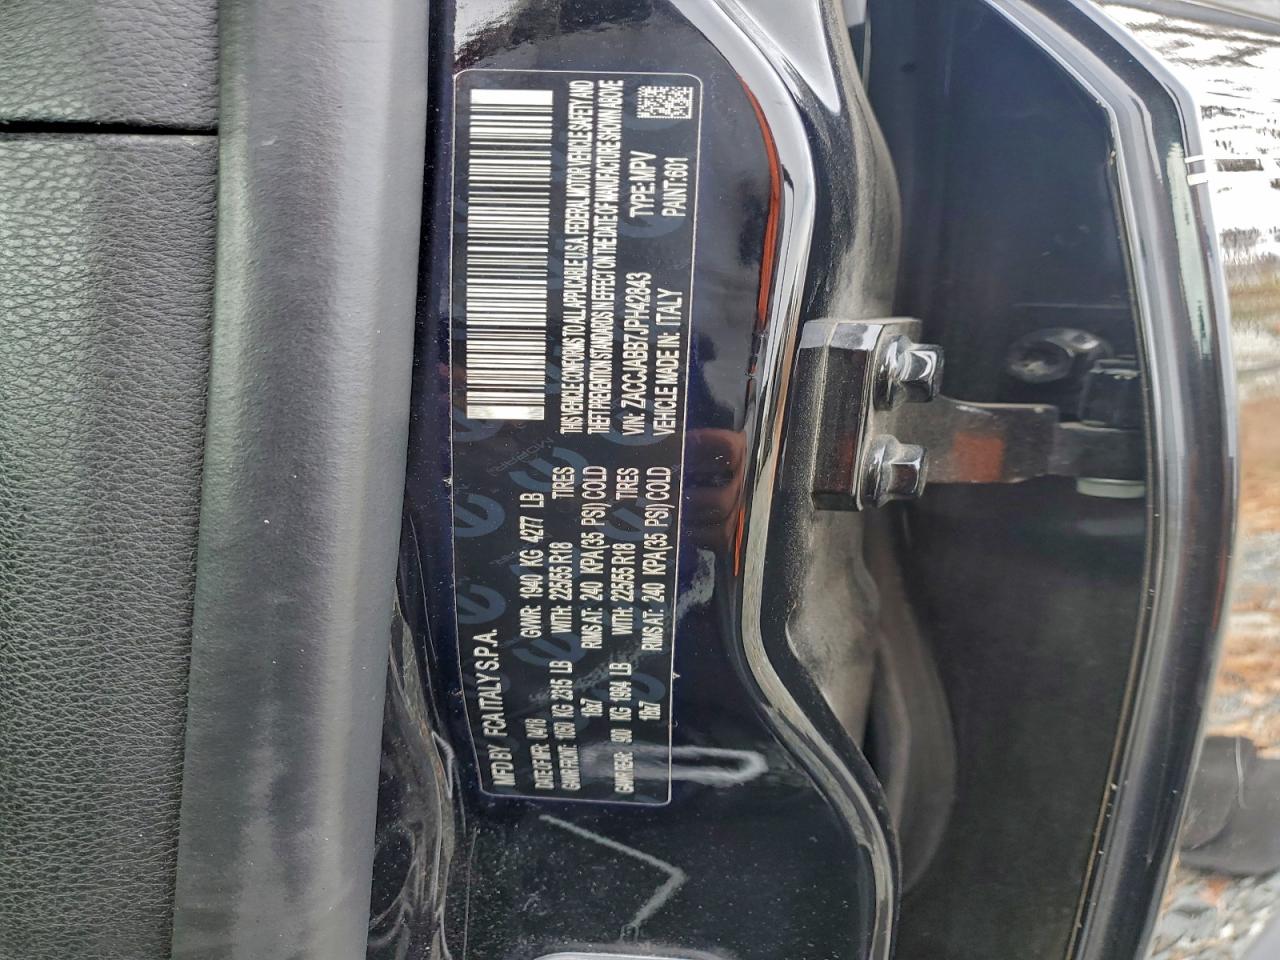 MFD BY FCA ITALY S.P.A.
DATE OF MFR: 04/18 GVWR: 1940 KG 4277 LB
GAWR FRONT: 1050 KG 2315 LB WITH: 225/55 R18 TIRES
18x7 RIMS AT: 240 KPA(35 PSI) COLD
GAWR REAR: 900 KG 1984 LB WITH: 225/55 R18 TIRES
18x7 RIMS AT: 240 KPA(35 PSI) COLD
THIS VEHICLE CONFORMS TO ALL APPLICABLE U.S.A. FEDERAL MOTOR VEHICLE SAFETY AND
THEFT PREVENTION STANDARDS IN EFFECT ON THE DATE OF MANUFACTURE SHOWN ABOVE
VIN: ZACCJABB7JPH42843 TYPE:MPV
VEHICLE MADE IN: ITALY PAINT:601